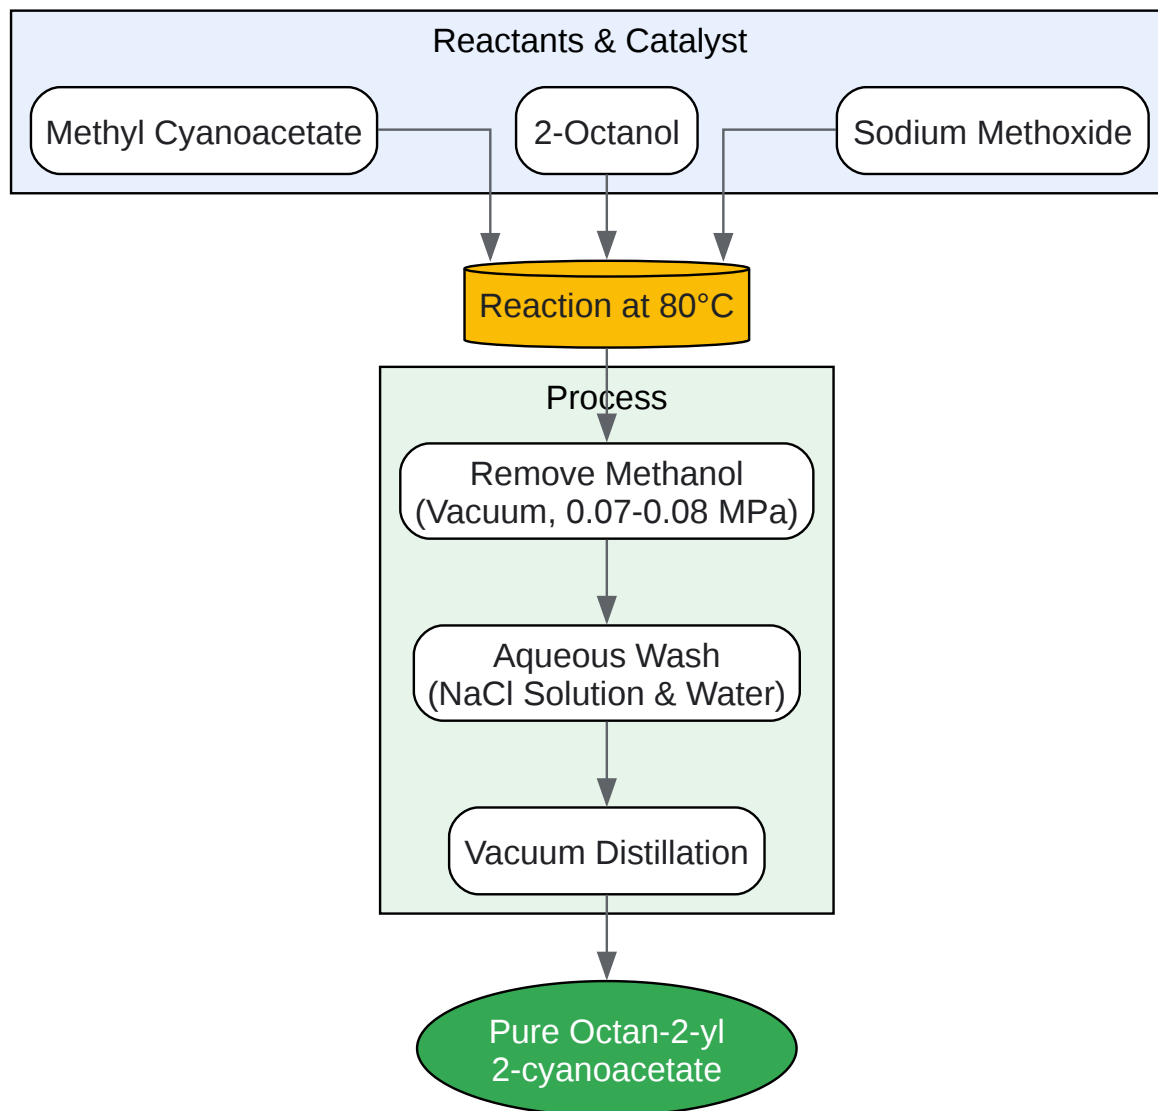 Reactants & Catalyst
Methyl Cyanoacetate
2-Octanol
Sodium Methoxide
Reaction at 80°C
Process
Remove Methanol
(Vacuum, 0.07-0.08 MPa)
Aqueous Wash
(NaCl Solution & Water)
Vacuum Distillation
Pure Octan-2-yl
2-cyanoacetate